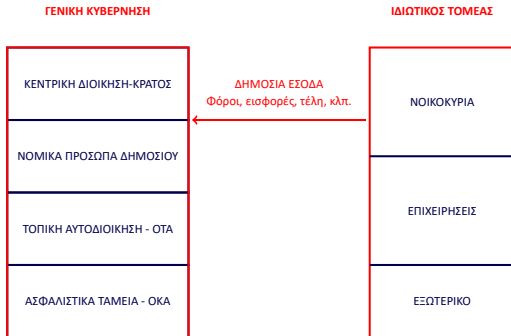 ΓΕΝΙΚΗ ΚΥΒΕΡΝΗΣΗ
ΙΔΙΩΤΙΚΟΣ ΤΟΜΕΑΣ
ΚΕΝΤΡΙΚΗ ΔΙΟΙΚΗΣΗ-ΚΡΑΤΟΣ
ΝΟΜΙΚΑ ΠΡΟΣΩΠΑ ΔΗΜΟΣΙΟΥ
ΤΟΠΙΚΗ ΑΥΤΟΔΙΟΙΚΗΣΗ - ΟΤΑ
ΑΣΦΑΛΙΣΤΙΚΑ ΤΑΜΕΙΑ - ΟΚΑ
ΔΗΜΟΣΙΑ ΕΣΟΔΑ
Φόροι, εισφορές, τέλη, κλπ.
ΝΟΙΚΟΚΥΡΙΑ
ΕΠΙΧΕΙΡΗΣΕΙΣ
ΕΞΩΤΕΡΙΚΟ